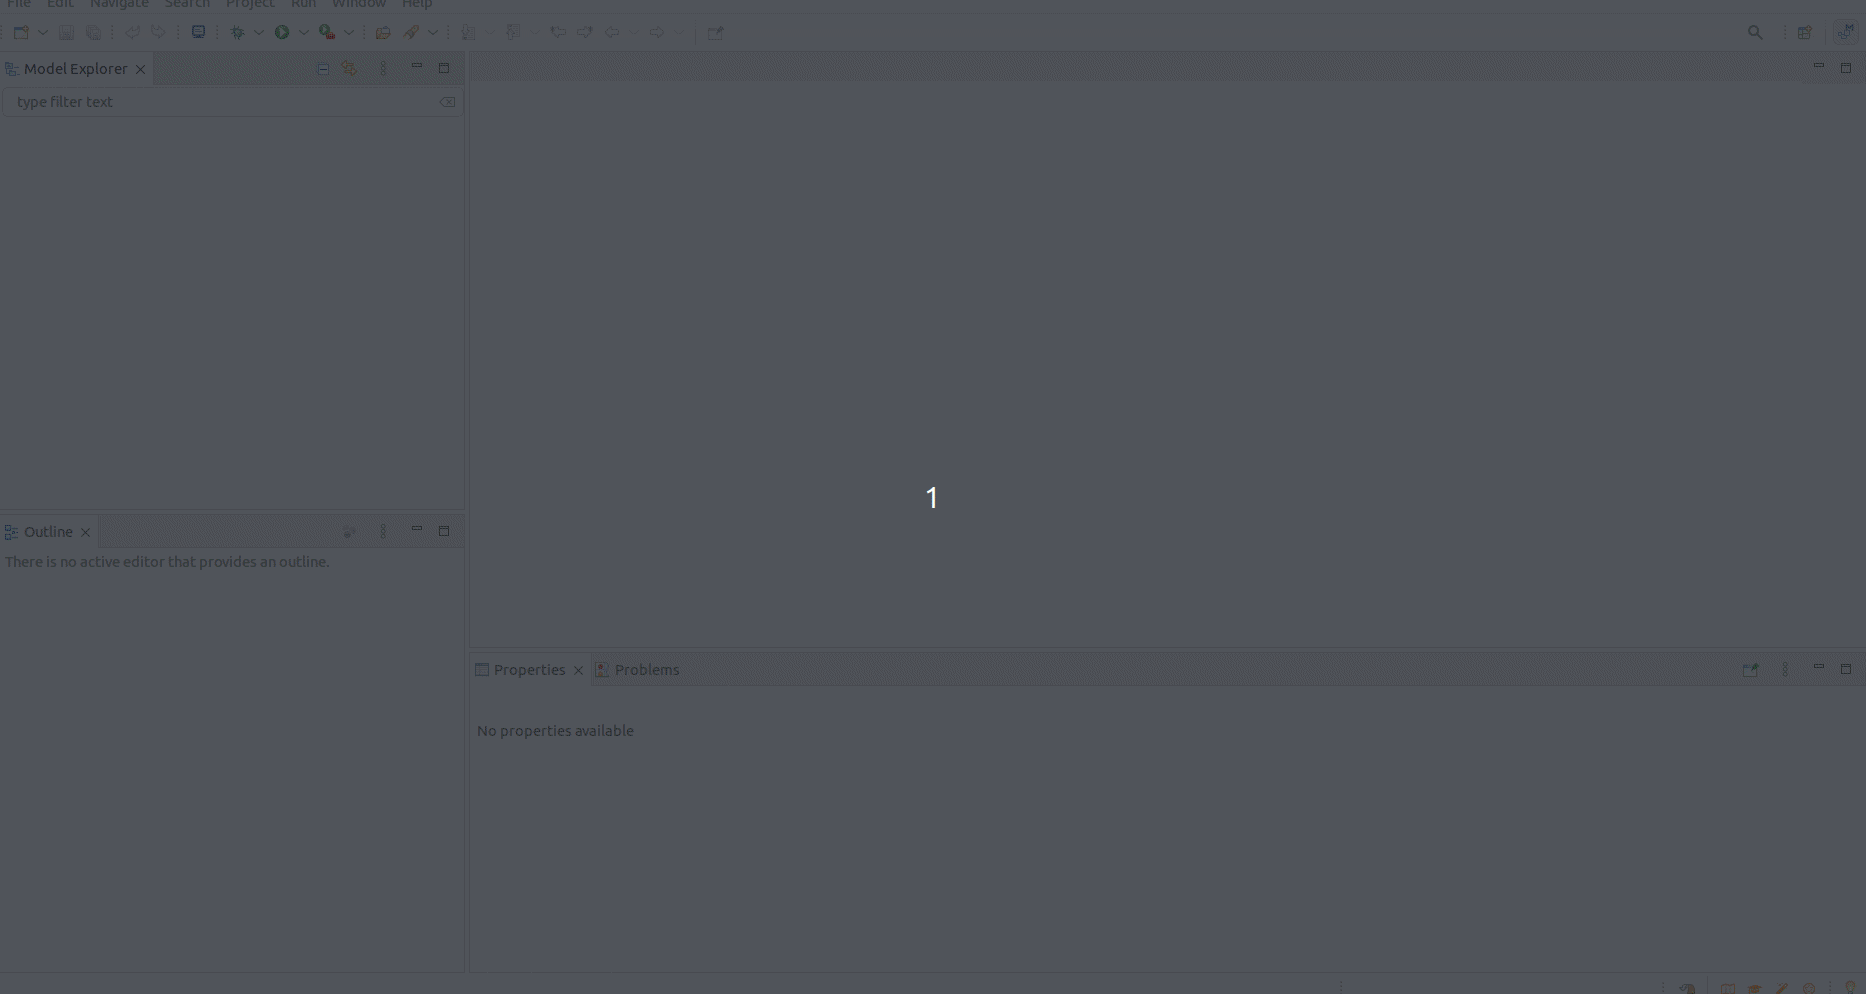 File Edit Navigate Search Project Run Window Help
Model Explorer
type filter text
1
Outline
There is no active editor that provides an outline.
Properties Problems
No properties available